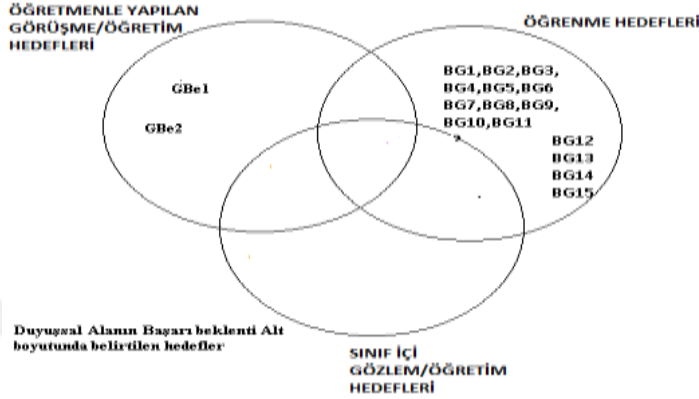 ÖĞRETMENLE YAPILAN
GÖRÜŞME/ÖĞRETİM
HEDEFLERİ
ÖĞRENME HEDEFLERİ
GBe1
GBe2
BG1,BG2,BG3,
BG4,BG5,BG6
BG7,BG8,BG9,
BG10,BG11
,
BG12
BG13
BG14
BG15
Duyuşsal Alanın Başarı beklenti Alt
boyutunda belirtilen hedefler
SINIF İÇİ
GÖZLEM/ÖĞRETİM
HEDEFLERİ